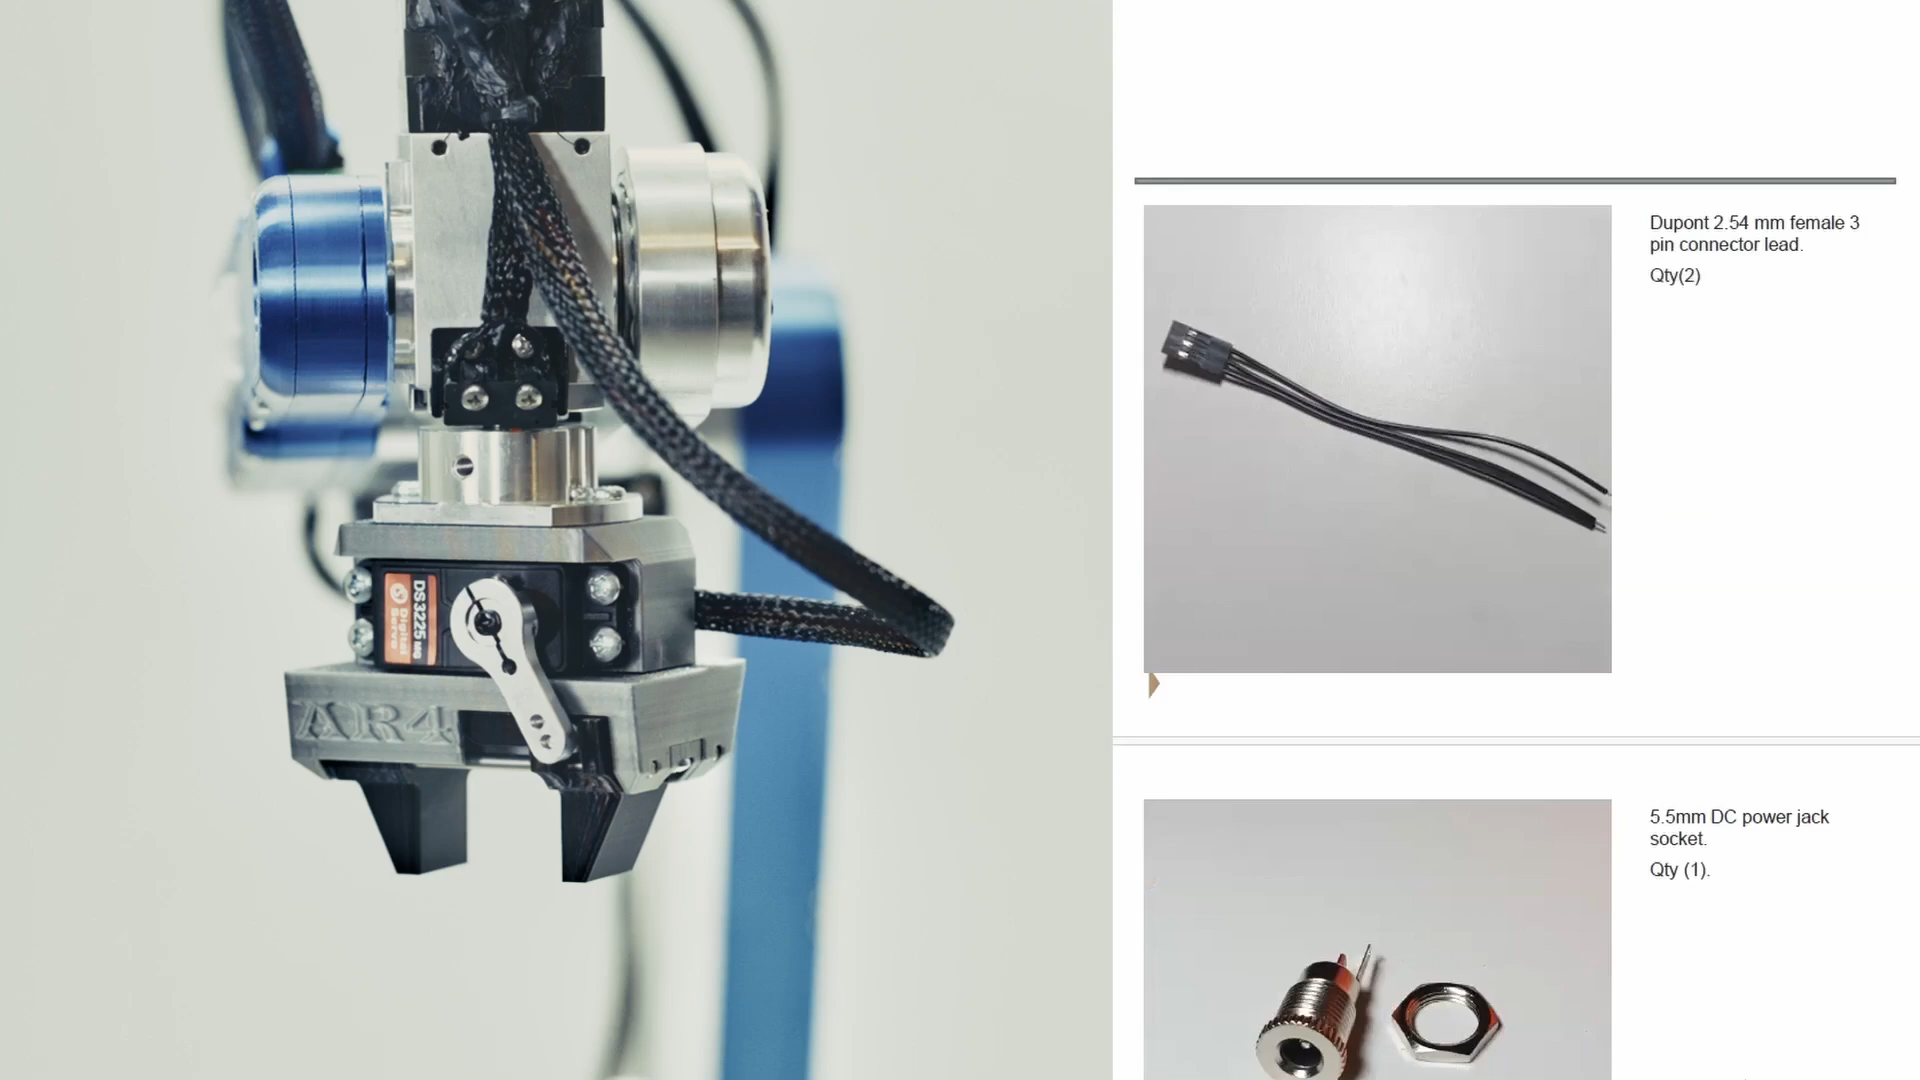 DS3225 MG
Digital
Servo
AR4
Dupont 2.54 mm female 3
pin connector lead.
Qty(2)
5.5mm DC power jack
socket.
Qty (1).